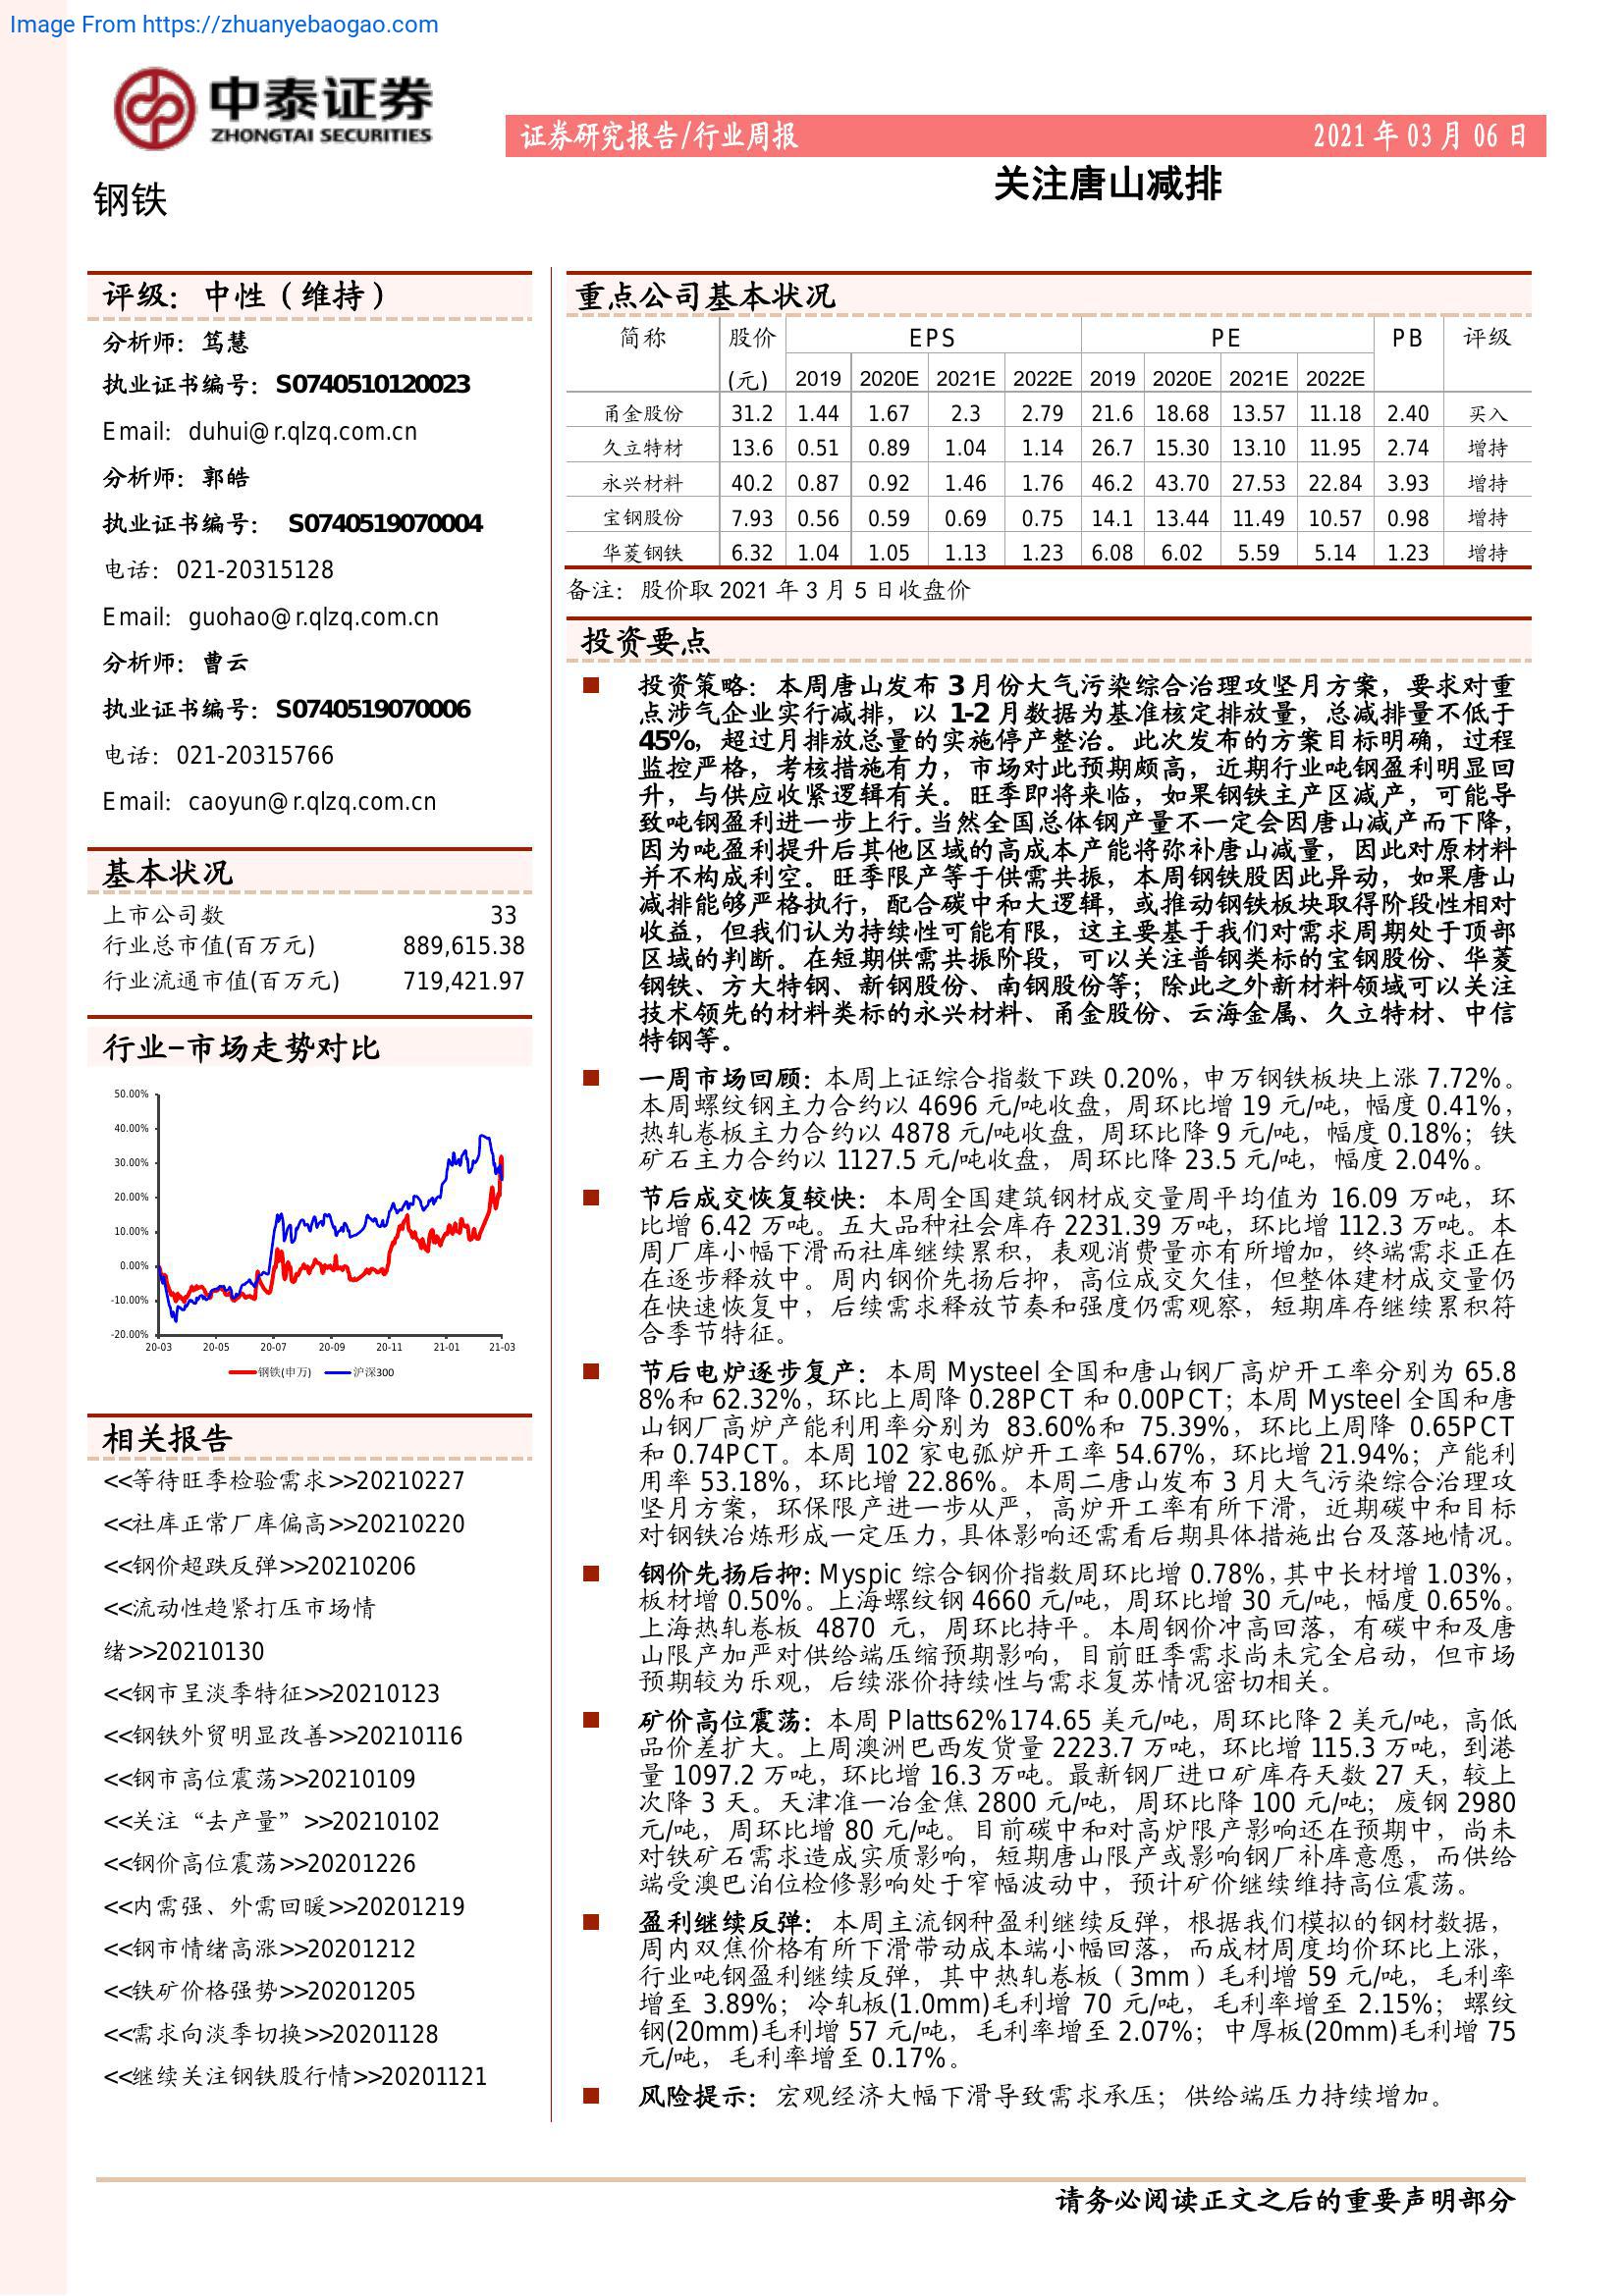 Image From https://zhuanyebaogao.com
中泰证券
ZHONGTAI SECURITIES
证券研究报告/行业周报 2021 年 03 月 06 日
钢铁
关注唐山减排
评级：中性（维持）
分析师：笃慧
执业证书编号：S0740510120023
Email：duhui@r.qlzq.com.cn
分析师：郭皓
执业证书编号： S0740519070004
电话：021-20315128
Email：guohao@r.qlzq.com.cn
分析师：曹云
执业证书编号：S0740519070006
电话：021-20315766
Email：caoyun@r.qlzq.com.cn
基本状况
上市公司数 33
行业总市值(百万元) 889,615.38
行业流通市值(百万元) 719,421.97
行业-市场走势对比
50.00%
40.00%
30.00%
20.00%
10.00%
0.00%
-10.00%
-20.00%
20-03 20-05 20-07 20-09 20-11 21-01 21-03
钢铁(申万) 沪深300
相关报告
<<等待旺季检验需求>>20210227
<<社库正常厂库偏高>>20210220
<<钢价超跌反弹>>20210206
<<流动性趋紧打压市场情
绪>>20210130
<<钢市呈淡季特征>>20210123
<<钢铁外贸明显改善>>20210116
<<钢市高位震荡>>20210109
<<关注“去产量”>>20210102
<<钢价高位震荡>>20201226
<<内需强、外需回暖>>20201219
<<钢市情绪高涨>>20201212
<<铁矿价格强势>>20201205
<<需求向淡季切换>>20201128
<<继续关注钢铁股行情>>20201121
重点公司基本状况
简称 股价 EPS PE PB 评级
(元) 2019 2020E 2021E 2022E 2019 2020E 2021E 2022E
甬金股份 31.2 1.44 1.67 2.3 2.79 21.6 18.68 13.57 11.18 2.40 买入
久立特材 13.6 0.51 0.89 1.04 1.14 26.7 15.30 13.10 11.95 2.74 增持
永兴材料 40.2 0.87 0.92 1.46 1.76 46.2 43.70 27.53 22.84 3.93 增持
宝钢股份 7.93 0.56 0.59 0.69 0.75 14.1 13.44 11.49 10.57 0.98 增持
华菱钢铁 6.32 1.04 1.05 1.13 1.23 6.08 6.02 5.59 5.14 1.23 增持
备注：股价取 2021 年 3 月 5 日收盘价
投资要点
■ 投资策略：本周唐山发布 3 月份大气污染综合治理攻坚月方案，要求对重
点涉气企业实行减排，以 1-2 月数据为基准核定排放量，总减排量不低于
45%，超过月排放总量的实施停产整治。此次发布的方案目标明确，过程
监控严格，考核措施有力，市场对此预期颇高，近期行业吨钢盈利明显回
升，与供应收紧逻辑有关。旺季即将来临，如果钢铁主产区减产，可能导
致吨钢盈利进一步上行。当然全国总体钢产量不一定会因唐山减产而下降，
因为吨盈利提升后其他区域的高成本产能将弥补唐山减量，因此对原材料
并不构成利空。旺季限产等于供需共振，本周钢铁股因此异动，如果唐山
减排能够严格执行，配合碳中和大逻辑，或推动钢铁板块取得阶段性相对
收益，但我们认为持续性可能有限，这主要基于我们对需求周期处于顶部
区域的判断。在短期供需共振阶段，可以关注普钢类标的宝钢股份、华菱
钢铁、方大特钢、新钢股份、南钢股份等；除此之外新材料领域可以关注
技术领先的材料类标的永兴材料、甬金股份、云海金属、久立特材、中信
特钢等。
■ 一周市场回顾：本周上证综合指数下跌 0.20%，申万钢铁板块上涨 7.72%。
本周螺纹钢主力合约以 4696 元/吨收盘，周环比增 19 元/吨，幅度 0.41%，
热轧卷板主力合约以 4878 元/吨收盘，周环比降 9 元/吨，幅度 0.18%；铁
矿石主力合约以 1127.5 元/吨收盘，周环比降 23.5 元/吨，幅度 2.04%。
■ 节后成交恢复较快：本周全国建筑钢材成交量周平均值为 16.09 万吨，环
比增 6.42 万吨。五大品种社会库存 2231.39 万吨，环比增 112.3 万吨。本
周厂库小幅下滑而社库继续累积，表观消费量亦有所增加，终端需求正在
在逐步释放中。周内钢价先扬后抑，高位成交欠佳，但整体建材成交量仍
在快速恢复中，后续需求释放节奏和强度仍需观察，短期库存继续累积符
合季节特征。
■ 节后电炉逐步复产：本周 Mysteel 全国和唐山钢厂高炉开工率分别为 65.8
8%和 62.32%，环比上周降 0.28PCT 和 0.00PCT；本周 Mysteel 全国和唐
山钢厂高炉产能利用率分别为 83.60%和 75.39%，环比上周降 0.65PCT
和 0.74PCT。本周 102 家电弧炉开工率 54.67%，环比增 21.94%；产能利
用率 53.18%，环比增 22.86%。本周二唐山发布 3 月大气污染综合治理攻
坚月方案，环保限产进一步从严，高炉开工率有所下滑，近期碳中和目标
对钢铁冶炼形成一定压力，具体影响还需看后期具体措施出台及落地情况。
■ 钢价先扬后抑：Myspic 综合钢价指数周环比增 0.78%，其中长材增 1.03%，
板材增 0.50%。上海螺纹钢 4660 元/吨，周环比增 30 元/吨，幅度 0.65%。
上海热轧卷板 4870 元，周环比持平。本周钢价冲高回落，有碳中和及唐
山限产加严对供给端压缩预期影响，目前旺季需求尚未完全启动，但市场
预期较为乐观，后续涨价持续性与需求复苏情况密切相关。
■ 矿价高位震荡：本周 Platts62%174.65 美元/吨，周环比降 2 美元/吨，高低
品价差扩大。上周澳洲巴西发货量 2223.7 万吨，环比增 115.3 万吨，到港
量 1097.2 万吨，环比增 16.3 万吨。最新钢厂进口矿库存天数 27 天，较上
次降 3 天。天津准一冶金焦 2800 元/吨，周环比降 100 元/吨；废钢 2980
元/吨，周环比增 80 元/吨。目前碳中和对高炉限产影响还在预期中，尚未
对铁矿石需求造成实质影响，短期唐山限产或影响钢厂补库意愿，而供给
端受澳巴泊位检修影响处于窄幅波动中，预计矿价继续维持高位震荡。
■ 盈利继续反弹：本周主流钢种盈利继续反弹，根据我们模拟的钢材数据，
周内双焦价格有所下滑带动成本端小幅回落，而成材周度均价环比上涨，
行业吨钢盈利继续反弹，其中热轧卷板（3mm）毛利增 59 元/吨，毛利率
增至 3.89%；冷轧板(1.0mm)毛利增 70 元/吨，毛利率增至 2.15%；螺纹
钢(20mm)毛利增 57 元/吨，毛利率增至 2.07%；中厚板(20mm)毛利增 75
元/吨，毛利率增至 0.17%。
■ 风险提示：宏观经济大幅下滑导致需求承压；供给端压力持续增加。
请务必阅读正文之后的重要声明部分